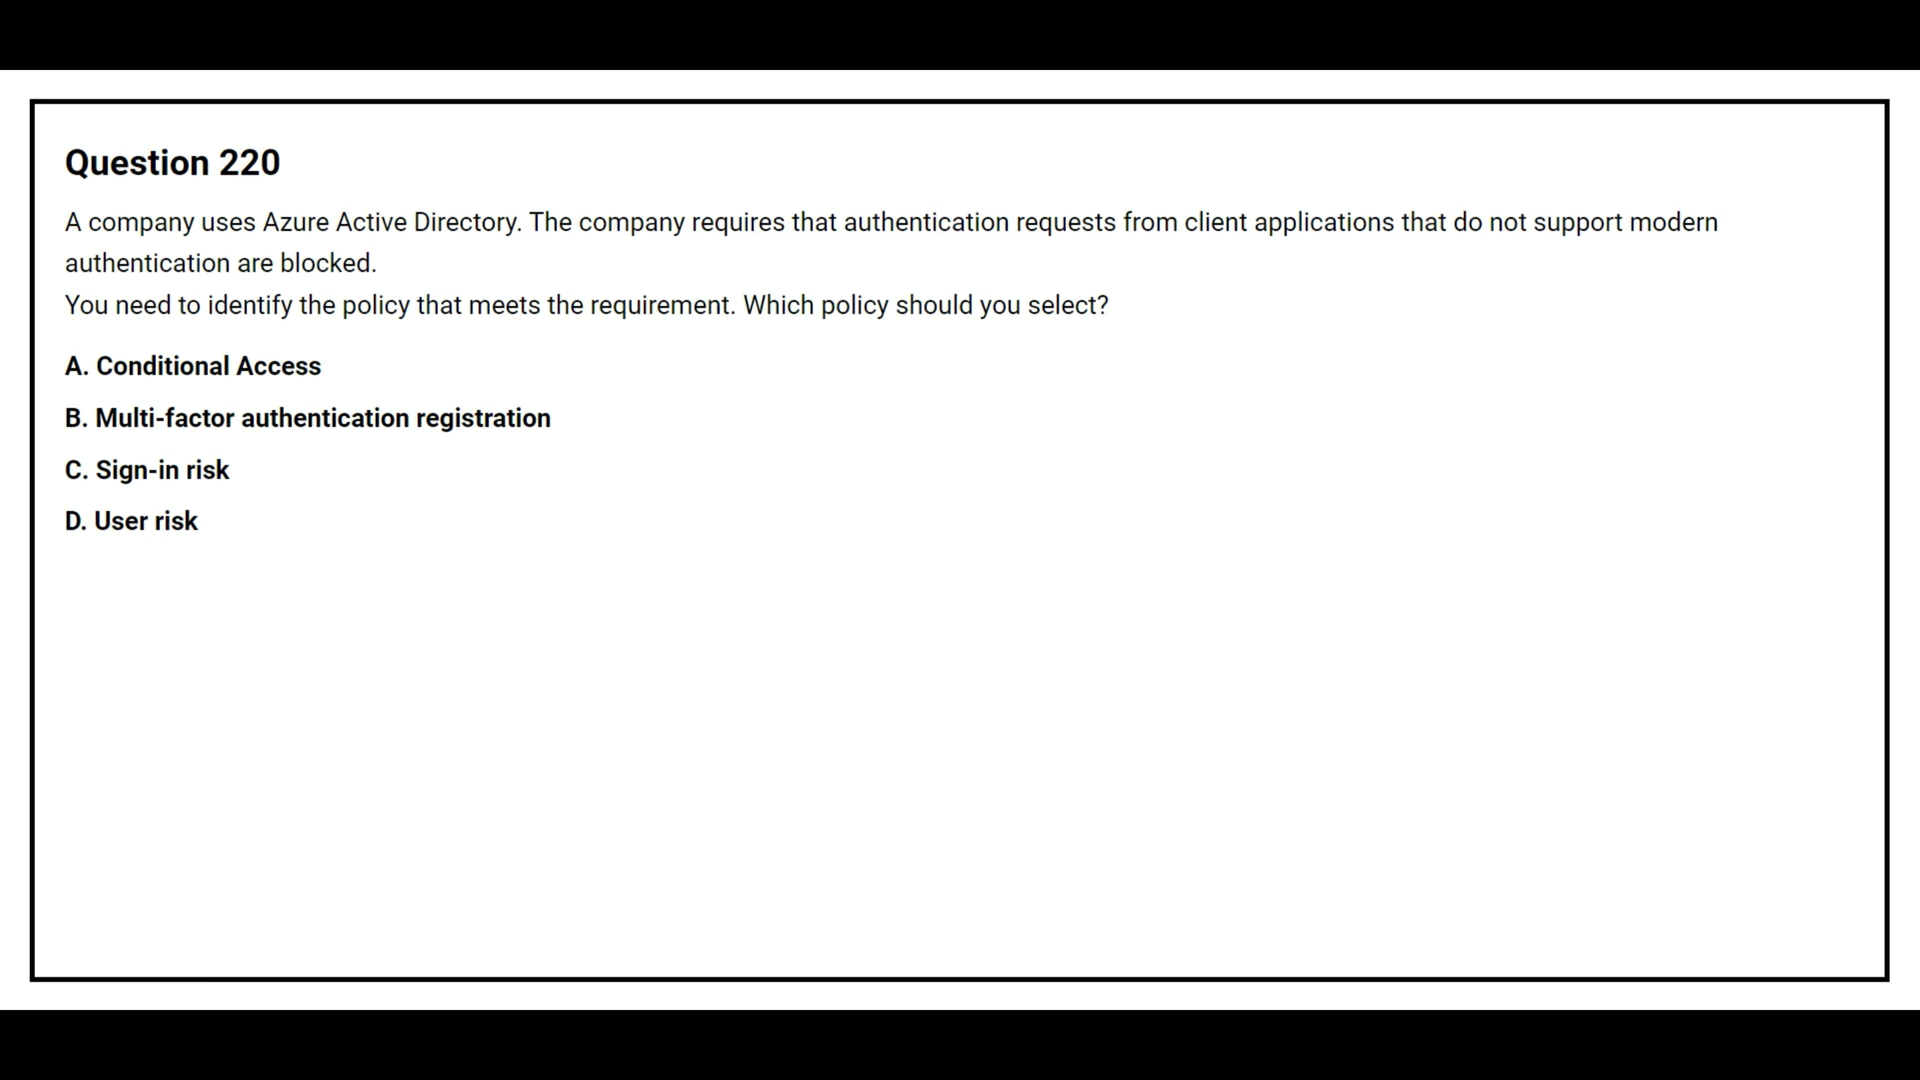 Question 220
A company uses Azure Active Directory. The company requires that authentication requests from client applications that do not support modern
authentication are blocked.
You need to identify the policy that meets the requirement. Which policy should you select?
A. Conditional Access
B. Multi-factor authentication registration
C. Sign-in risk
D. User risk